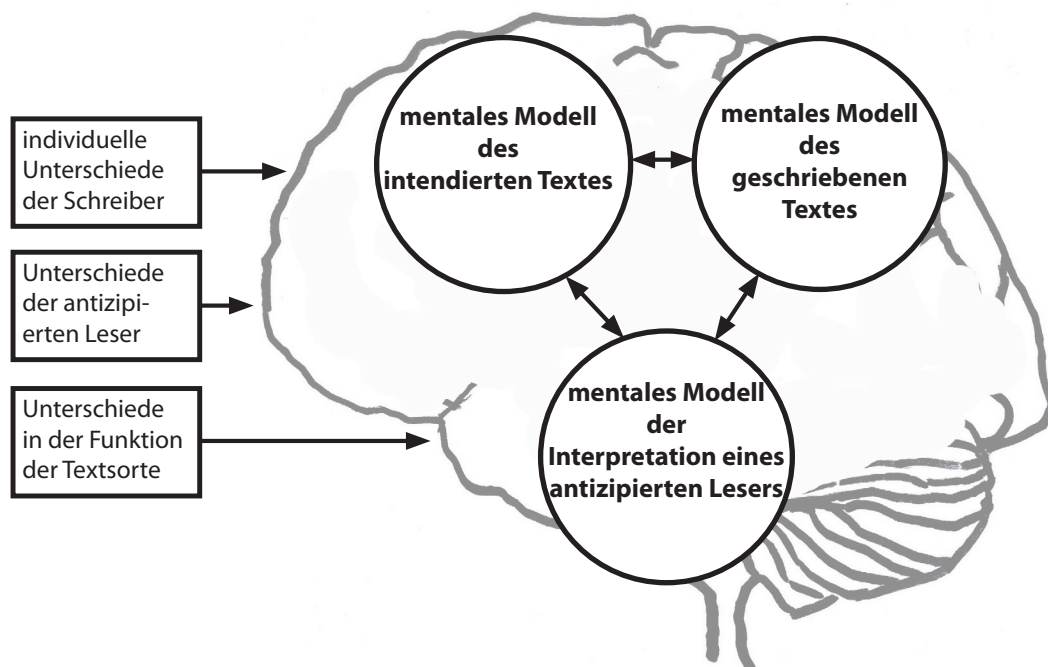 individuelle
Unterschiede
der Schreiber
Unterschiede
der antizipi-
erten Leser
Unterschiede
in der Funktion
der Textsorte
mentales Modell
des
intendierten Textes
mentales Modell
des
geschriebenen
Textes
mentales Modell
der
Interpretation eines
antizipierten Lesers